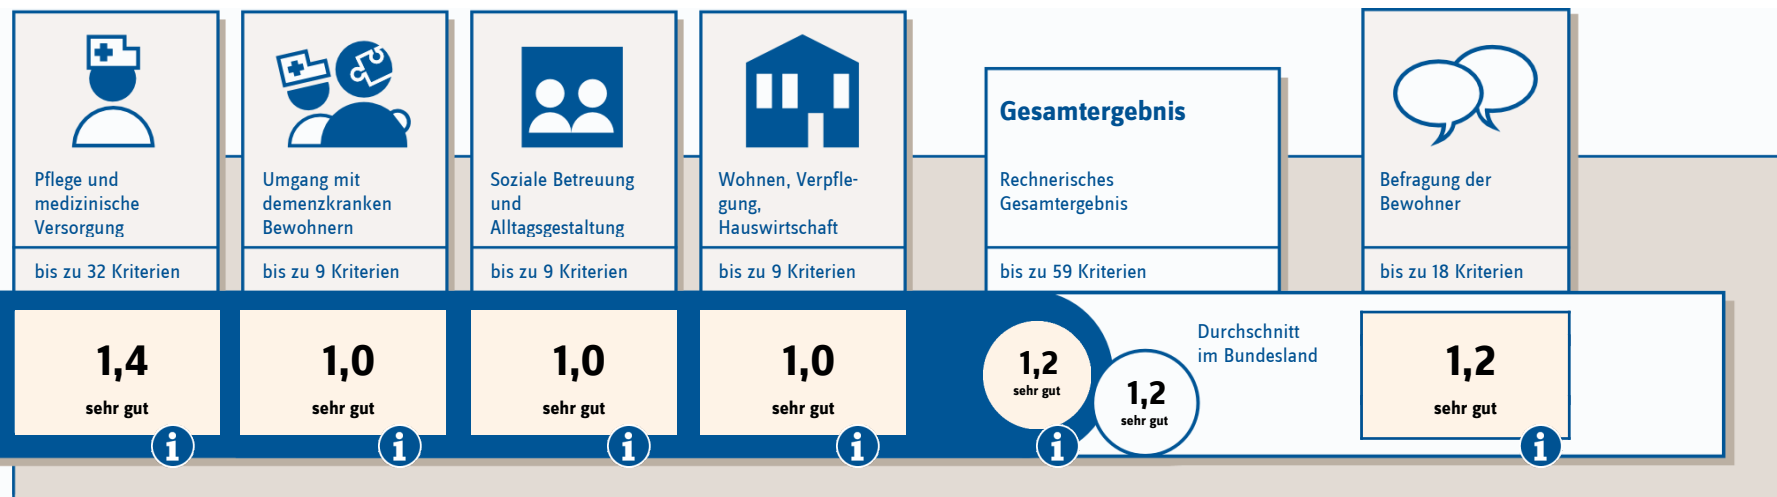 Pflege und
medizinische
Versorgung
bis zu 32 Kriterien
1,4
sehr gut
Umgang mit
demenzkranken
Bewohnern
bis zu 9 Kriterien
1,0
sehr gut
Soziale Betreuung
und
Alltagsgestaltung
bis zu 9 Kriterien
1,0
sehr gut
Wohnen, Verpfle-
gung,
Hauswirtschaft
bis zu 9 Kriterien
1,0
sehr gut
Gesamtergebnis
Rechnerisches
Gesamtergebnis
bis zu 59 Kriterien
1,2
sehr gut
1,2
sehr gut
Durchschnitt
im Bundesland
Befragung der
Bewohner
bis zu 18 Kriterien
1,2
sehr gut
i
i
i
i
i
i